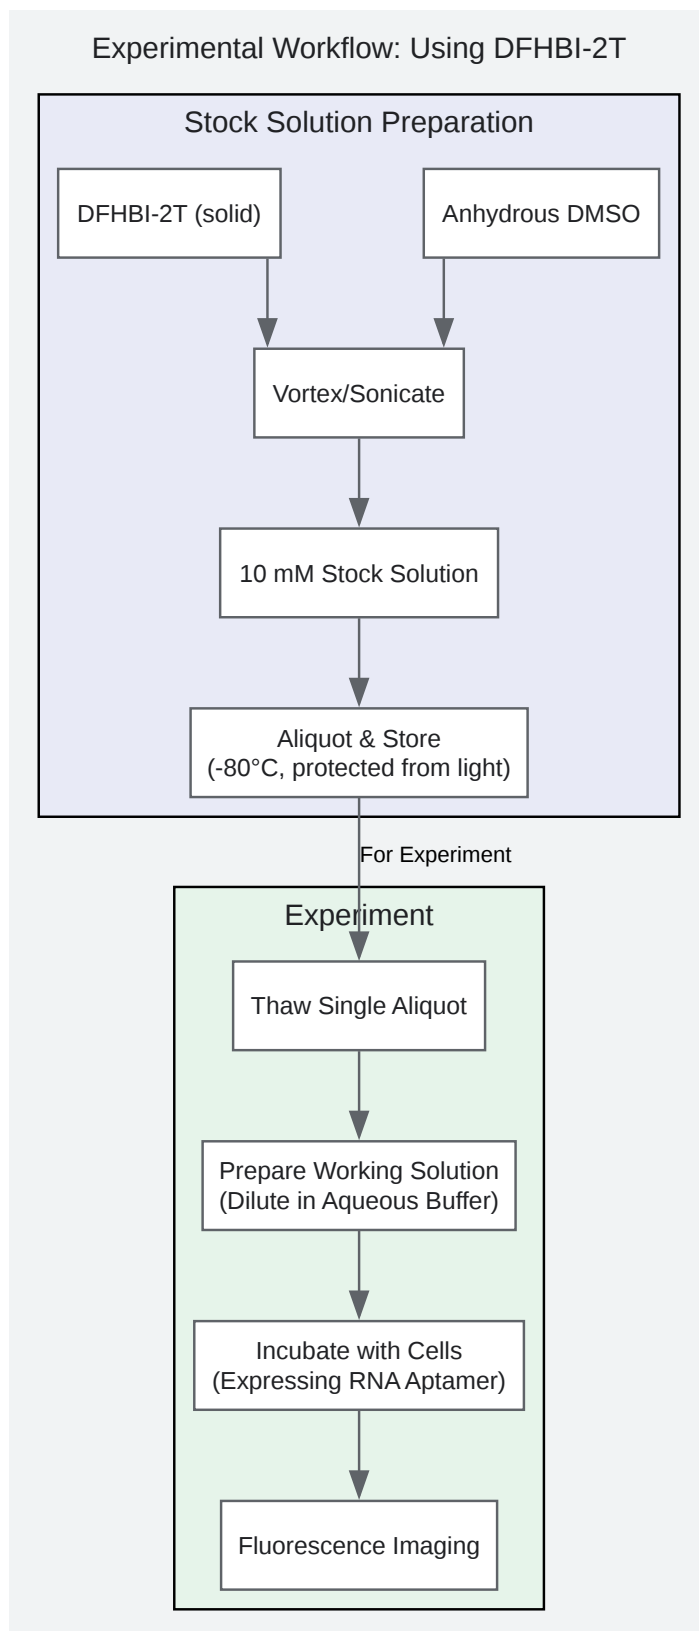 Experimental Workflow: Using DFHBI-2T
Stock Solution Preparation
DFHBI-2T (solid)
Anhydrous DMSO
Vortex/Sonicate
10 mM Stock Solution
Aliquot & Store
(-80°C, protected from light)
For Experiment
Experiment
Thaw Single Aliquot
Prepare Working Solution
(Dilute in Aqueous Buffer)
Incubate with Cells
(Expressing RNA Aptamer)
Fluorescence Imaging